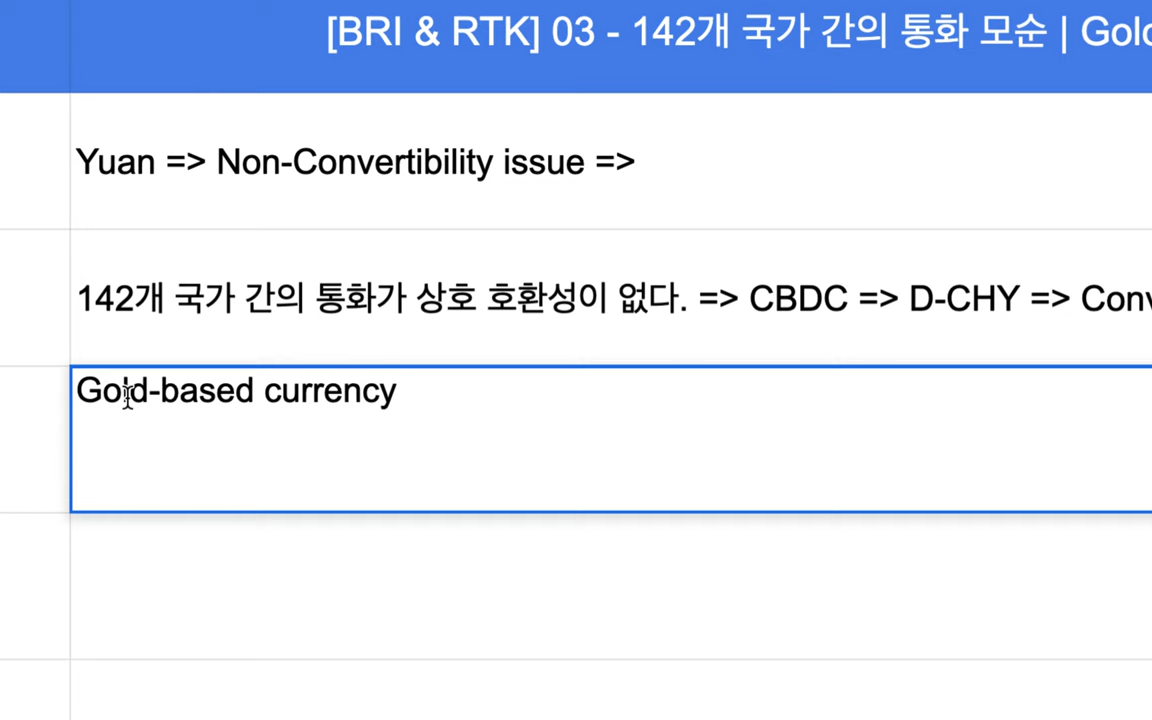 [BRI & RTK] 03 - 142개 국가 간의 통화 모순 | Gold
Yuan => Non-Convertibility issue =>
142개 국가 간의 통화가 상호 호환성이 없다. => CBDC => D-CHY => Conv
Gold-based currency